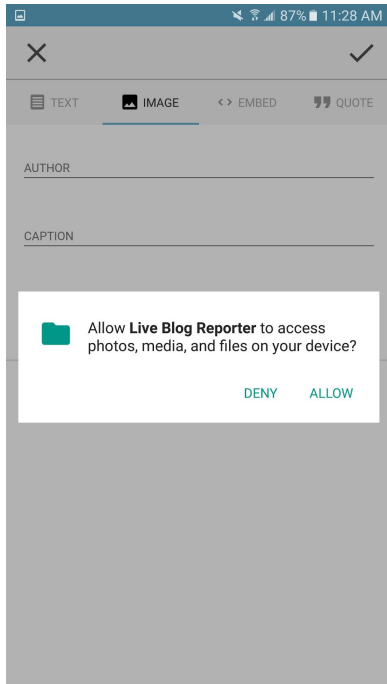 87% 11:28 AM
TEXT IMAGE <> EMBED QUOTE
AUTHOR
CAPTION
Allow Live Blog Reporter to access
photos, media, and files on your device?
DENY ALLOW